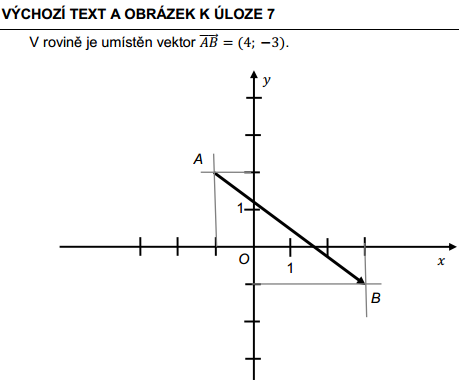 VÝCHOZÍ TEXT A OBRÁZEK K ÚLOZE 7
V rovině je umístěn vektor \overrightarrow{AB} = (4; −3).
y
A
1
O
1
x
B